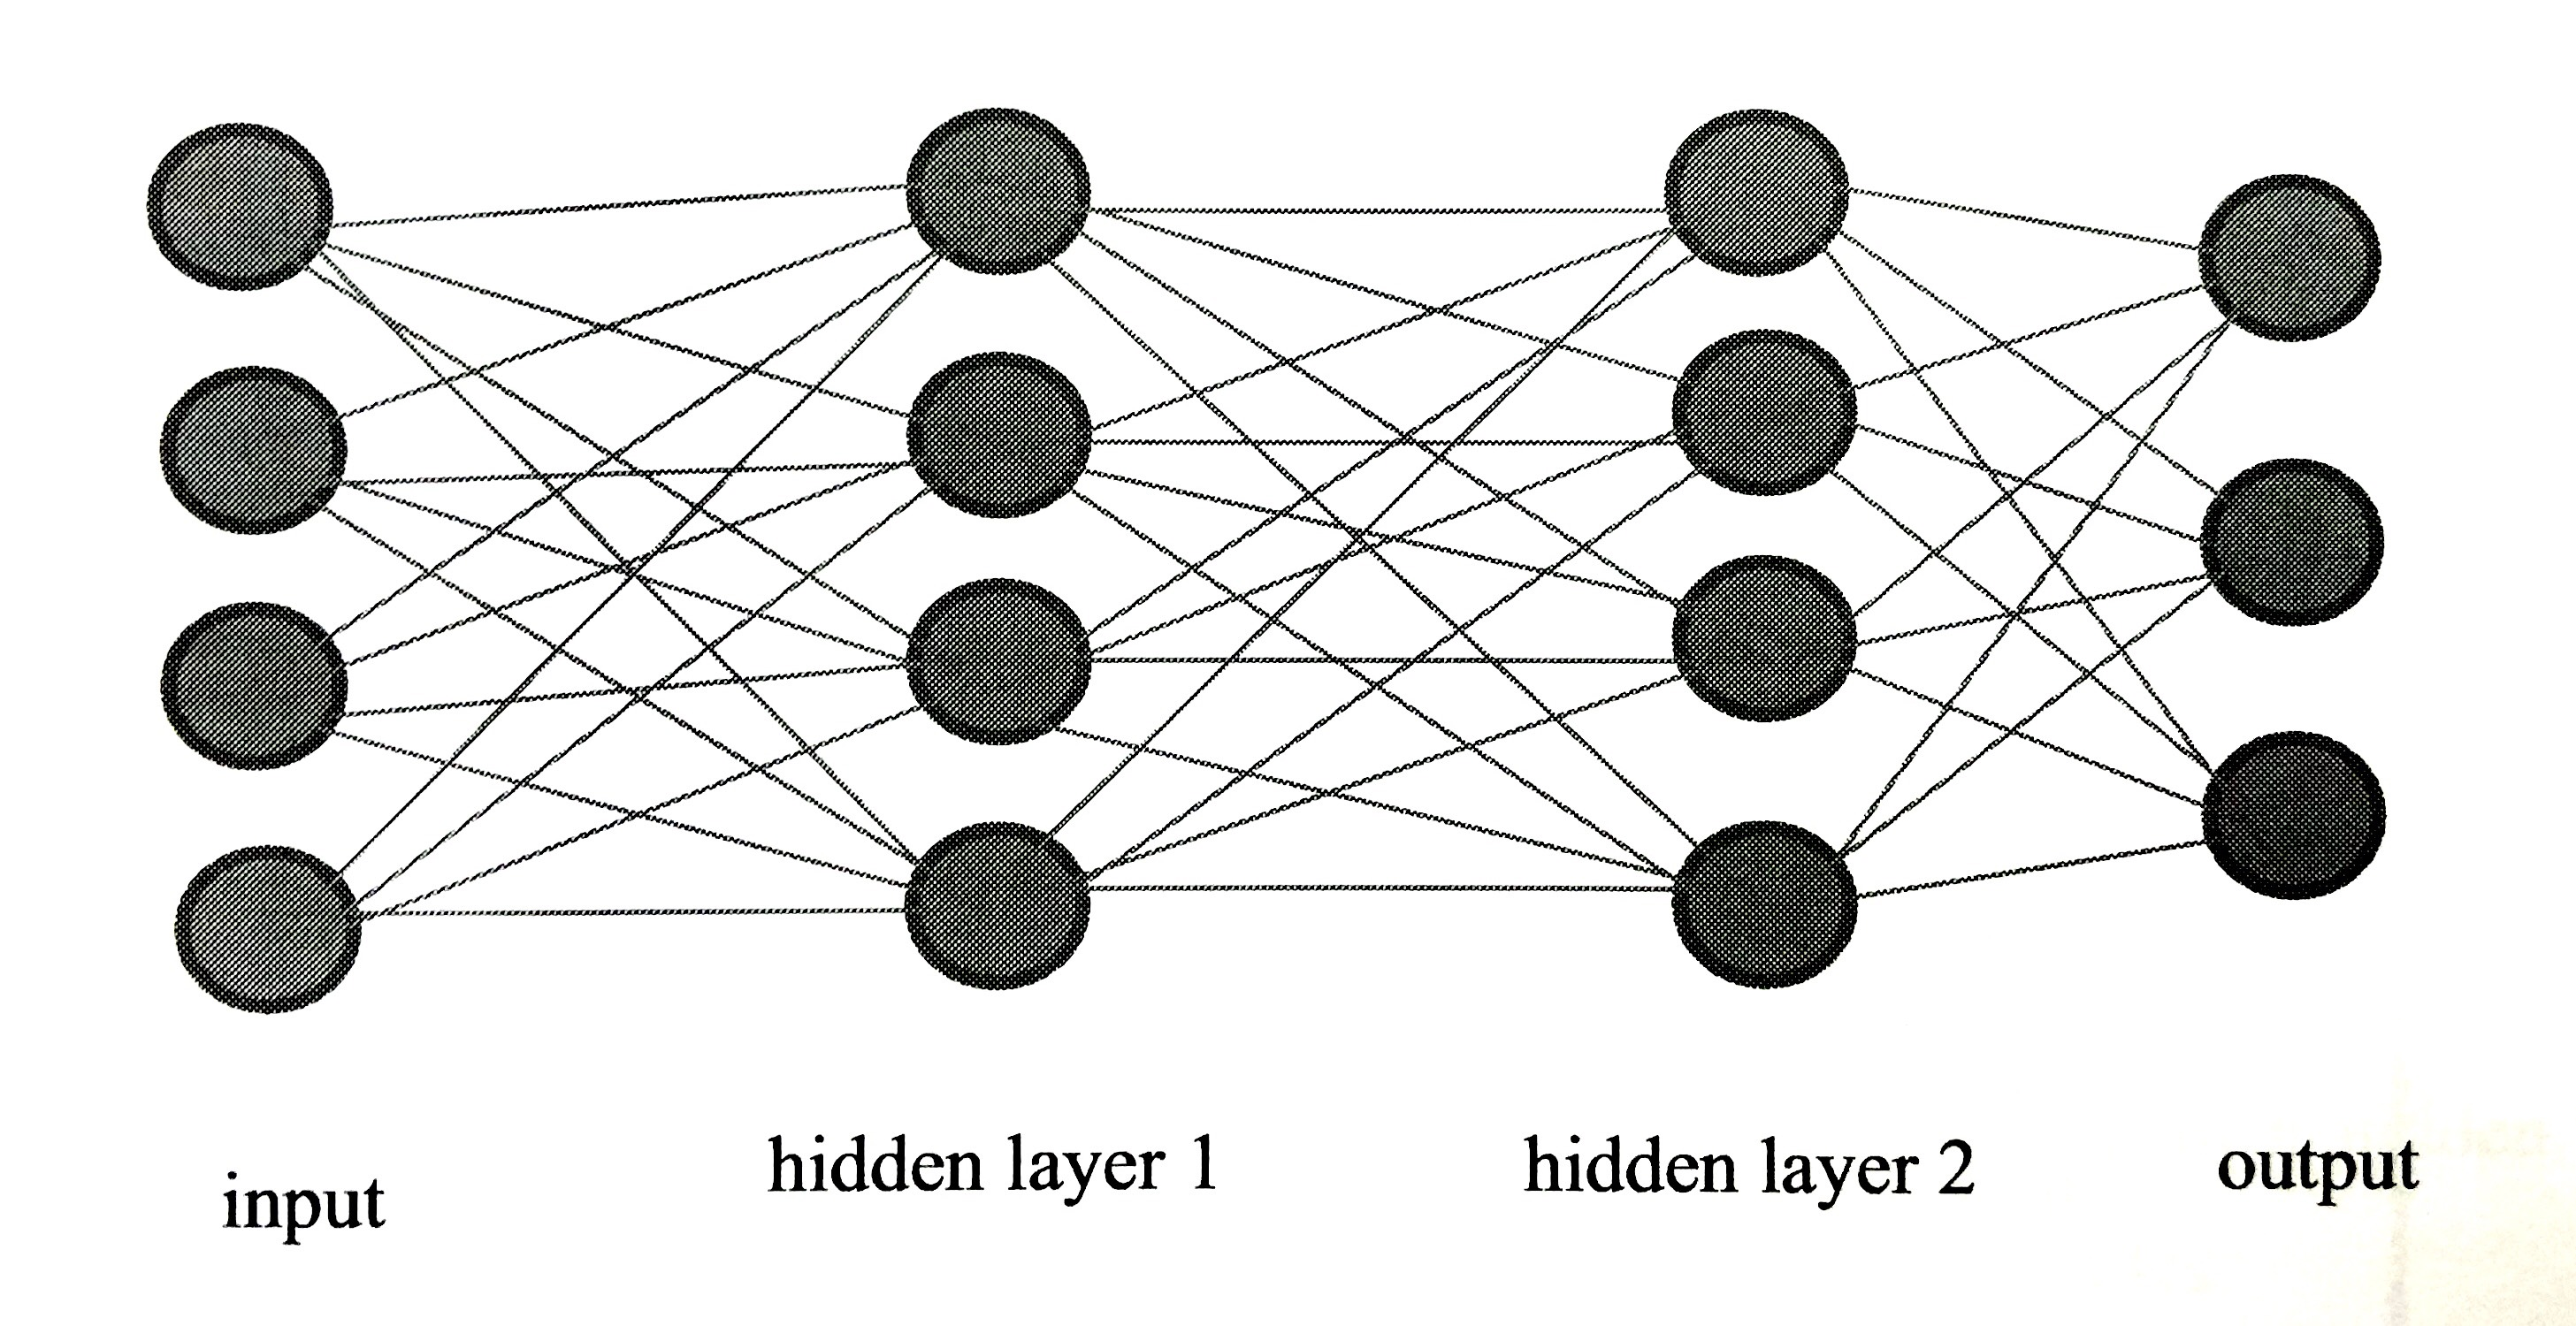 input
hidden layer 1
hidden layer 2
output